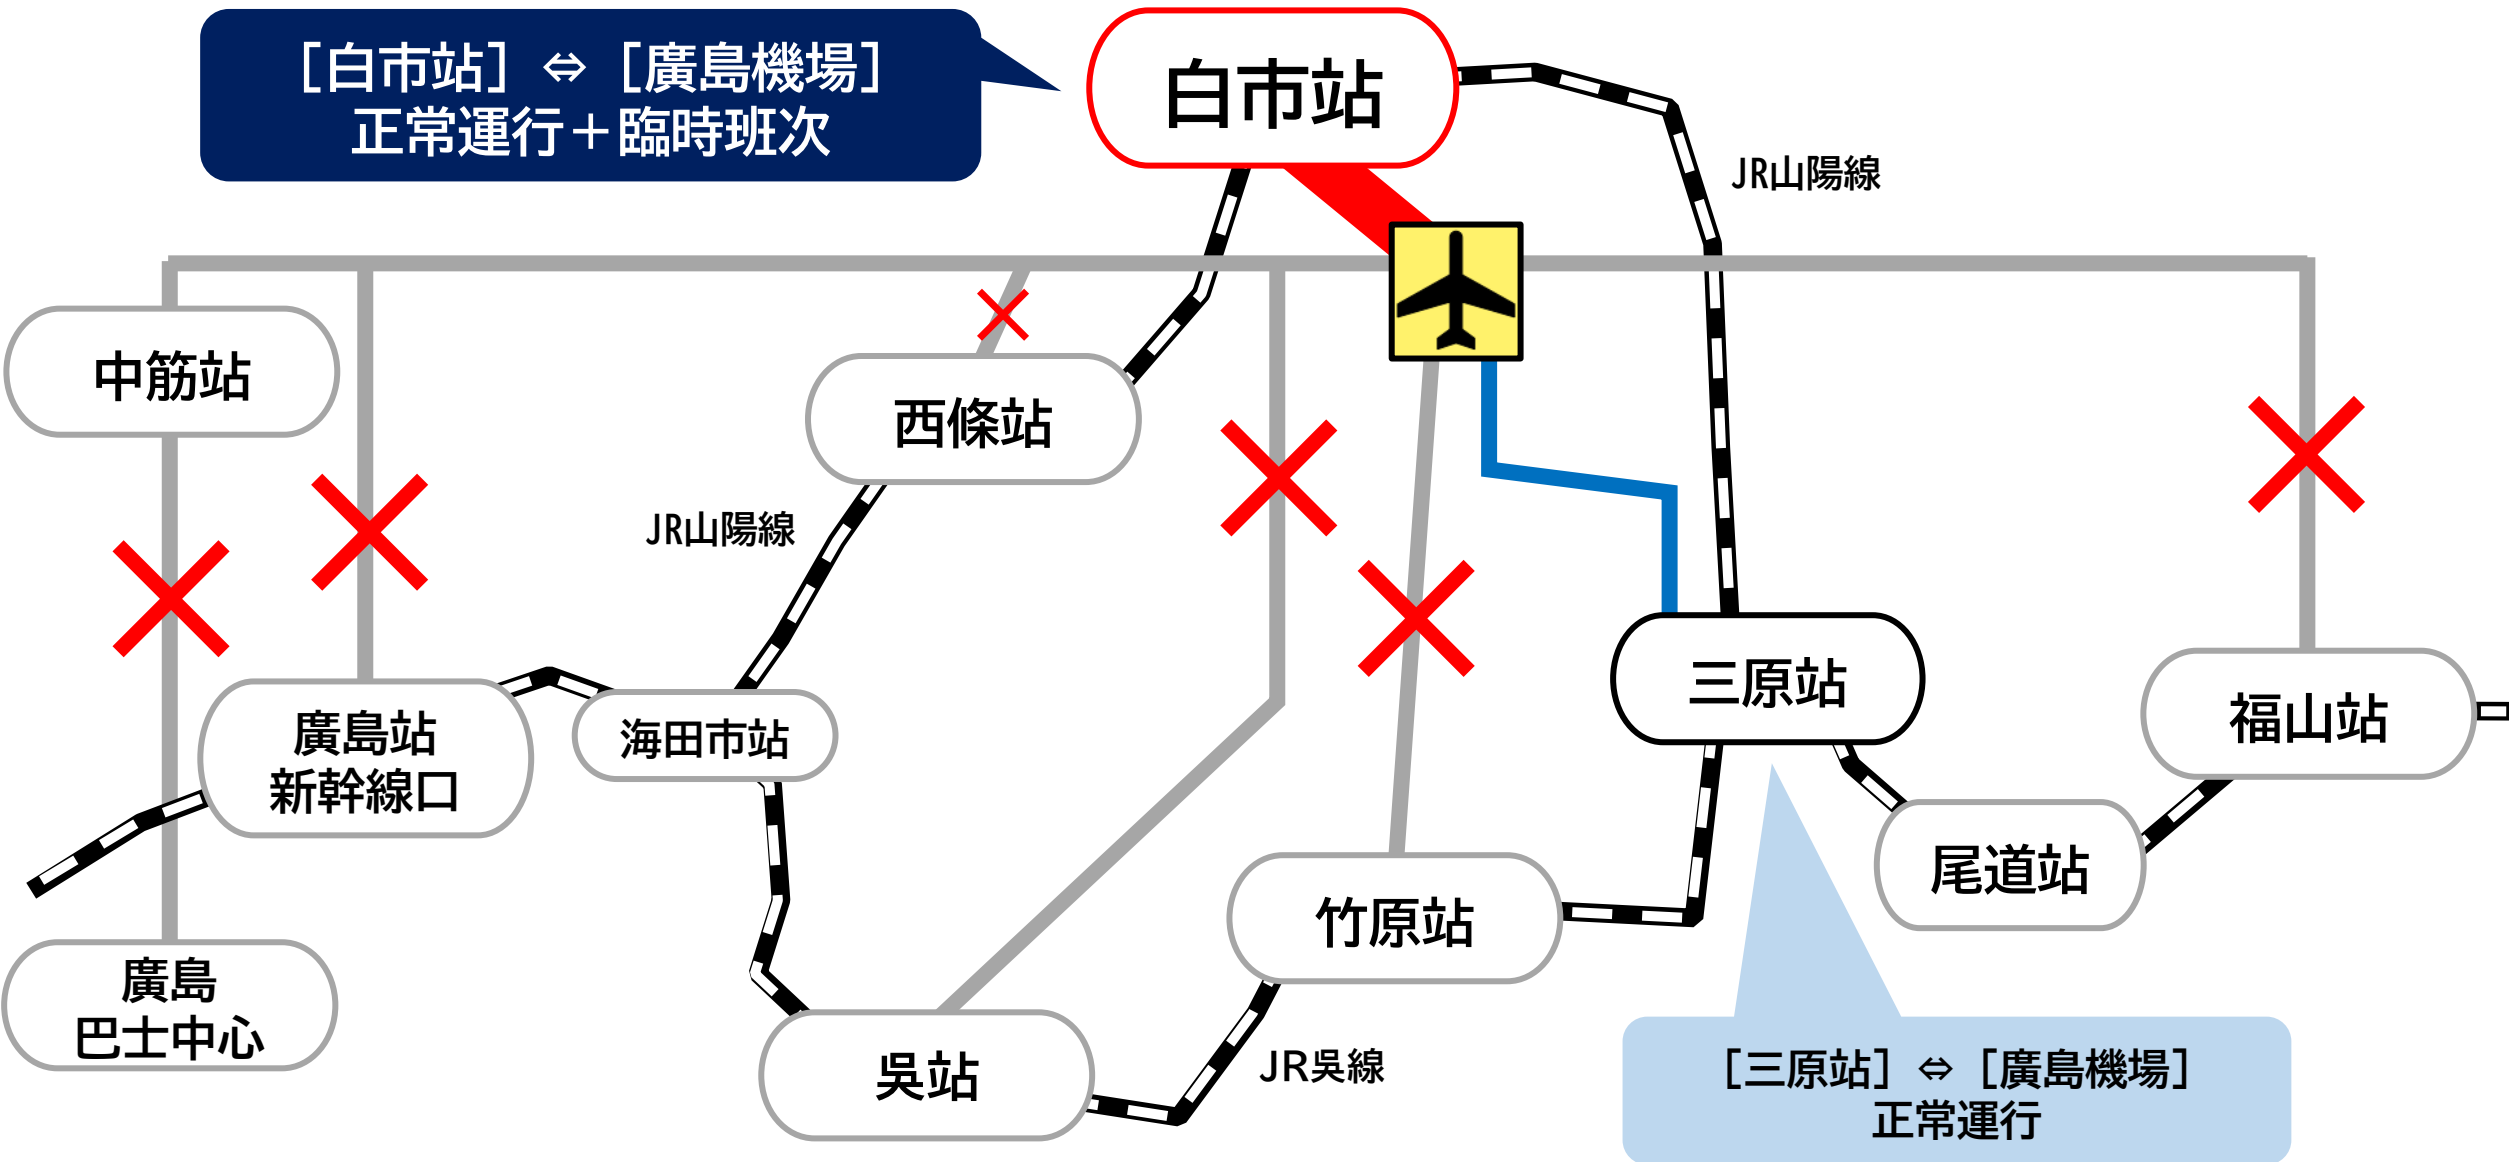 ［白市站］⇔［廣島機場］
正常運行＋臨時班次
白市站
JR山陽線
中筋站
西條站
JR山陽線
三原站
福山站
廣島站
新幹線口
海田市站
尾道站
竹原站
廣島
巴士中心
吳站
JR吳線
［三原站］⇔［廣島機場］
正常運行